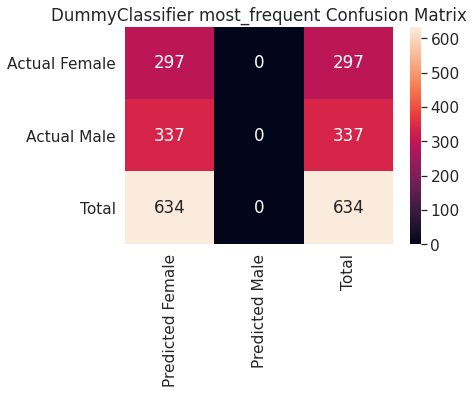 DummyClassifier most_frequent Confusion Matrix
Actual Female 297 0 297
Actual Male 337 0 337
Total 634 0 634
Predicted Female
Predicted Male
Total
600
500
400
300
200
100
0